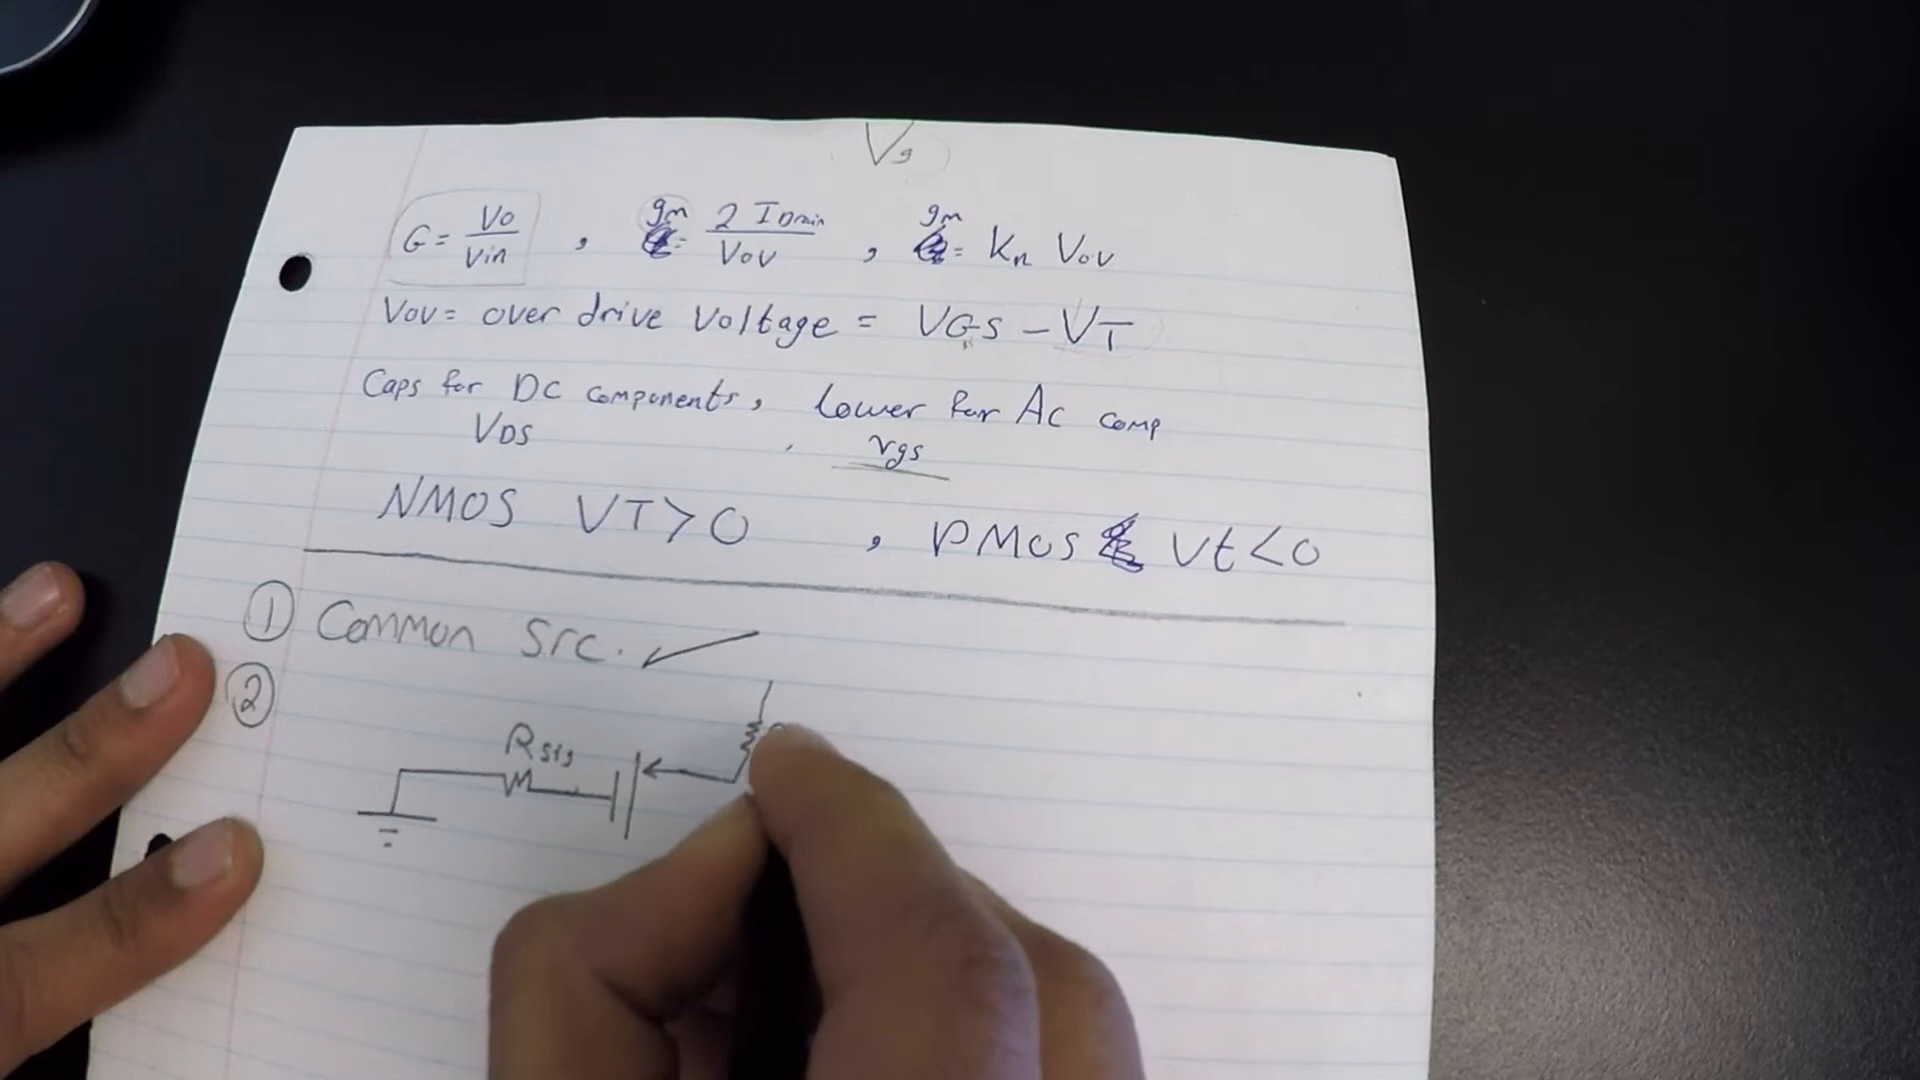 Vg
G = Vo/Vin , gm = 2 IDrain/Vov , gm = Kn Vov
Vov = over drive Voltage = VGS - VT
Caps for DC components, lower for Ac comp
VDS vgs
NMOS VT>0 , PMOS Vt<0
① Common Src.
②
Rsig